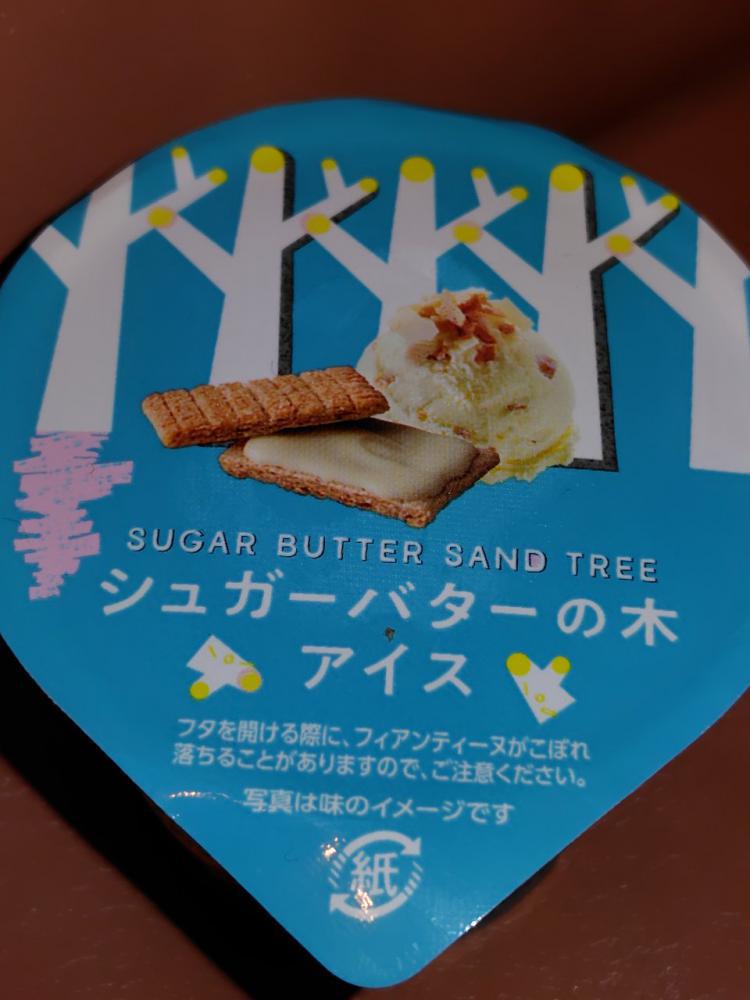 SUGAR BUTTER SAND TREE
シュガーバターの木
アイス
フタを開ける際に、フィアンティーヌがこぼれ
落ちることがありますので、ご注意ください。
写真は味のイメージです
紙